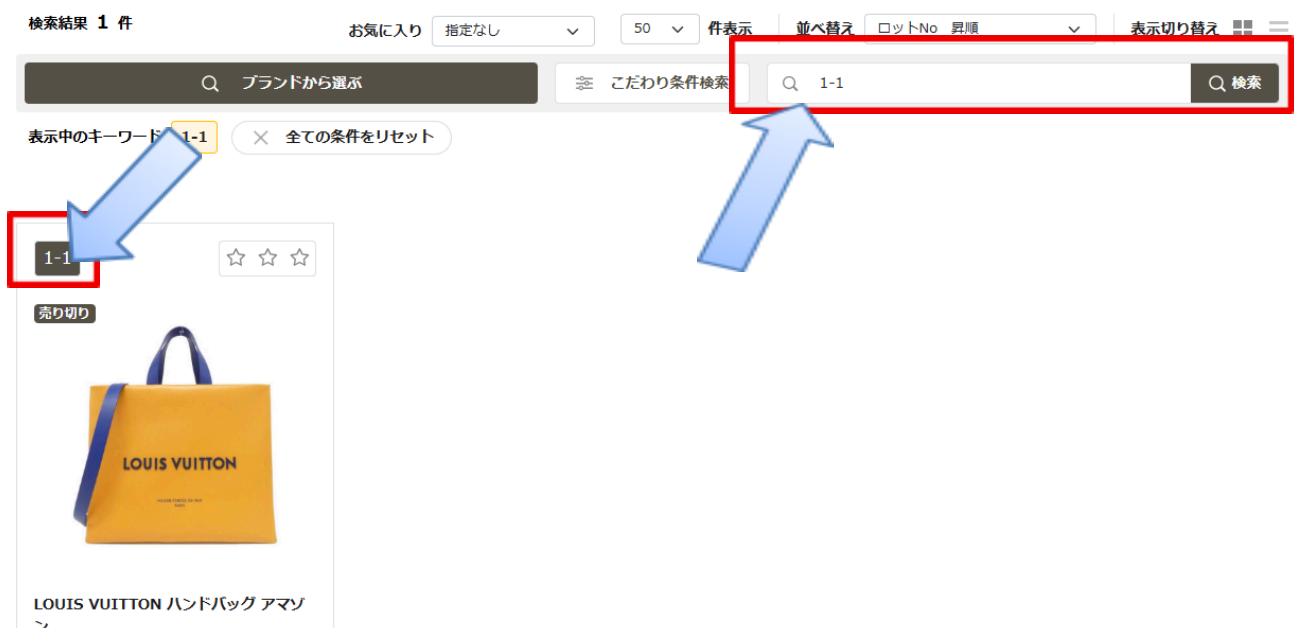 検索結果 1 件
お気に入り 指定なし 50 件表示 並べ替え ロットNo 昇順 表示切り替え
ブランドから選ぶ こだわり条件検索 1-1 検索
表示中のキーワード 1-1 全ての条件をリセット
1-1
売り切り
LOUIS VUITTON
LOUIS VUITTON ハンドバッグ アマゾ
ン